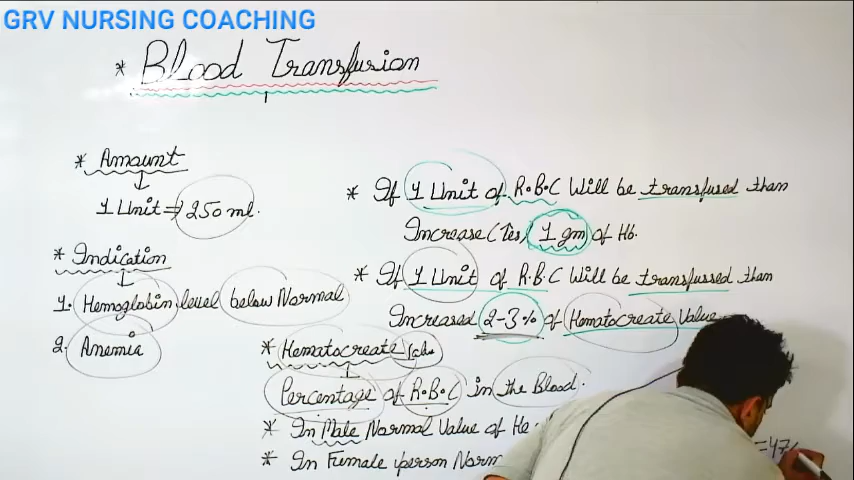 GRV NURSING COACHING
* Blood Transfusion
* Amount
1 Unit ⇒ 250 ml.
* Indication
1. Hemoglobin level below Normal
2. Anemia
* If 1 Unit of R.B.C Will be transfused than
Increase (Tes) 1 gm of Hb.
* If 1 Unit of R.B.C Will be transfussed than
Increased 2-3% of Hematocreate Value
* Hematocreate
Percentage of R.B.C in the Blood.
* In Male Normal Value of He
* In Female person Norm
=47